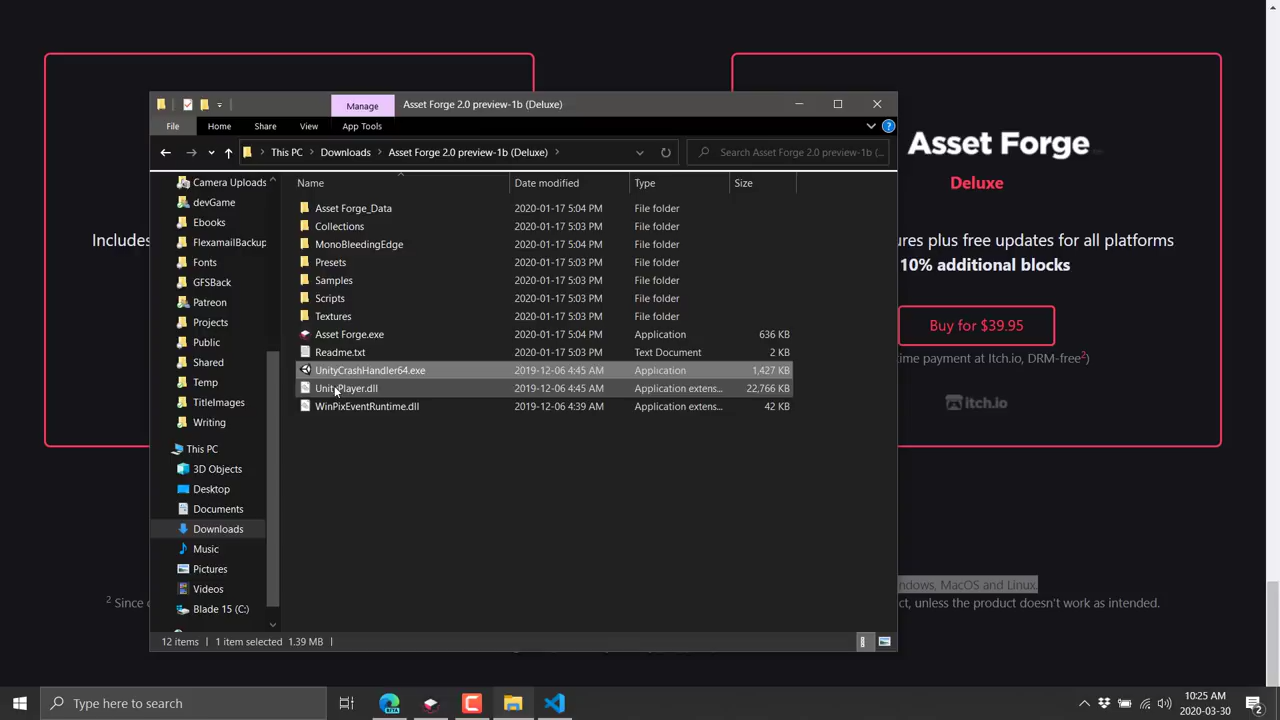 Manage
Asset Forge 2.0 preview-1b (Deluxe)
File
Home
Share
View
App Tools
This PC
Downloads
Asset Forge 2.0 preview-1b (Deluxe)
Search Asset Forge 2.0 preview-1b (...
Camera Uploads
devGame
Ebooks
FlexamailBackup
Fonts
GFSBack
Patreon
Projects
Public
Shared
Temp
TitleImages
Writing
This PC
3D Objects
Desktop
Documents
Downloads
Music
Pictures
Videos
Blade 15 (C:)
Name Date modified Type Size
Asset Forge_Data 2020-01-17 5:04 PM File folder
Collections 2020-01-17 5:03 PM File folder
MonoBleedingEdge 2020-01-17 5:04 PM File folder
Presets 2020-01-17 5:03 PM File folder
Samples 2020-01-17 5:03 PM File folder
Scripts 2020-01-17 5:03 PM File folder
Textures 2020-01-17 5:03 PM File folder
Asset Forge.exe 2020-01-17 5:04 PM Application 636 KB
Readme.txt 2020-01-17 5:03 PM Text Document 2 KB
UnityCrashHandler64.exe 2019-12-06 4:45 AM Application 1,427 KB
UnityPlayer.dll 2019-12-06 4:45 AM Application extens... 22,766 KB
WinPixEventRuntime.dll 2019-12-06 4:39 AM Application extens... 42 KB
12 items
1 item selected 1.39 MB
Includes
Asset Forge
Deluxe
ures plus free updates for all platforms
10% additional blocks
Buy for $39.95
time payment at Itch.io, DRM-free2)
itch.io
ndows, MacOS and Linux.
2 Since
ct, unless the product doesn't work as intended.
Type here to search
10:25 AM
2020-03-30
2